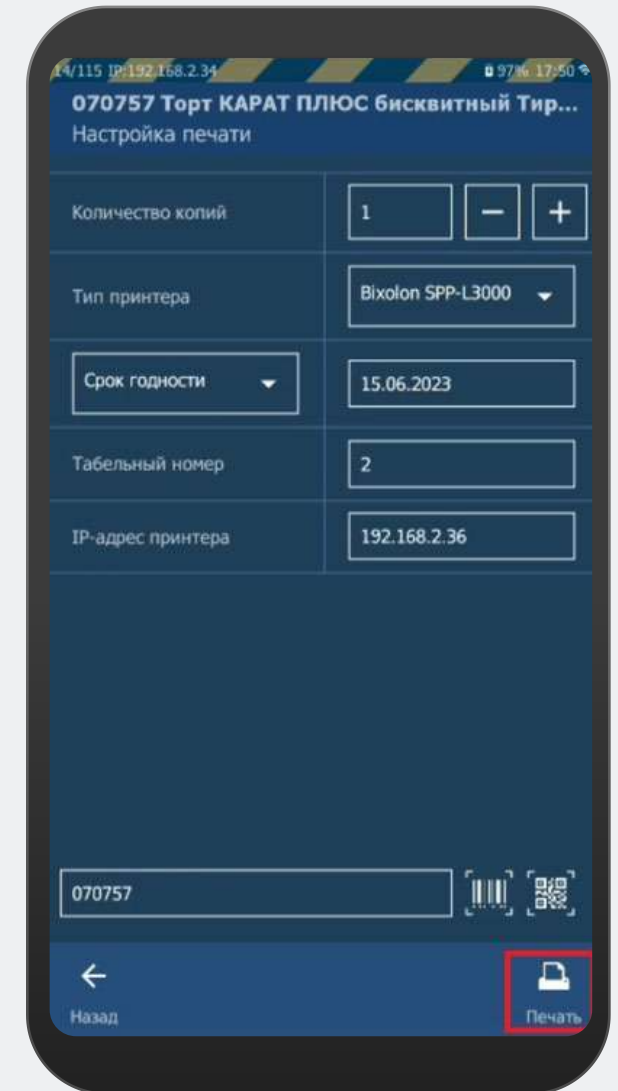 14/115 IP:192.168.2.34 97% 17:50
070757 Торт КАРАТ ПЛЮС бисквитный Тир...
Настройка печати
Количество копий 1 − +
Тип принтера Bixolon SPP-L3000
Срок годности 15.06.2023
Табельный номер 2
IP-адрес принтера 192.168.2.36
070757
Назад Печать